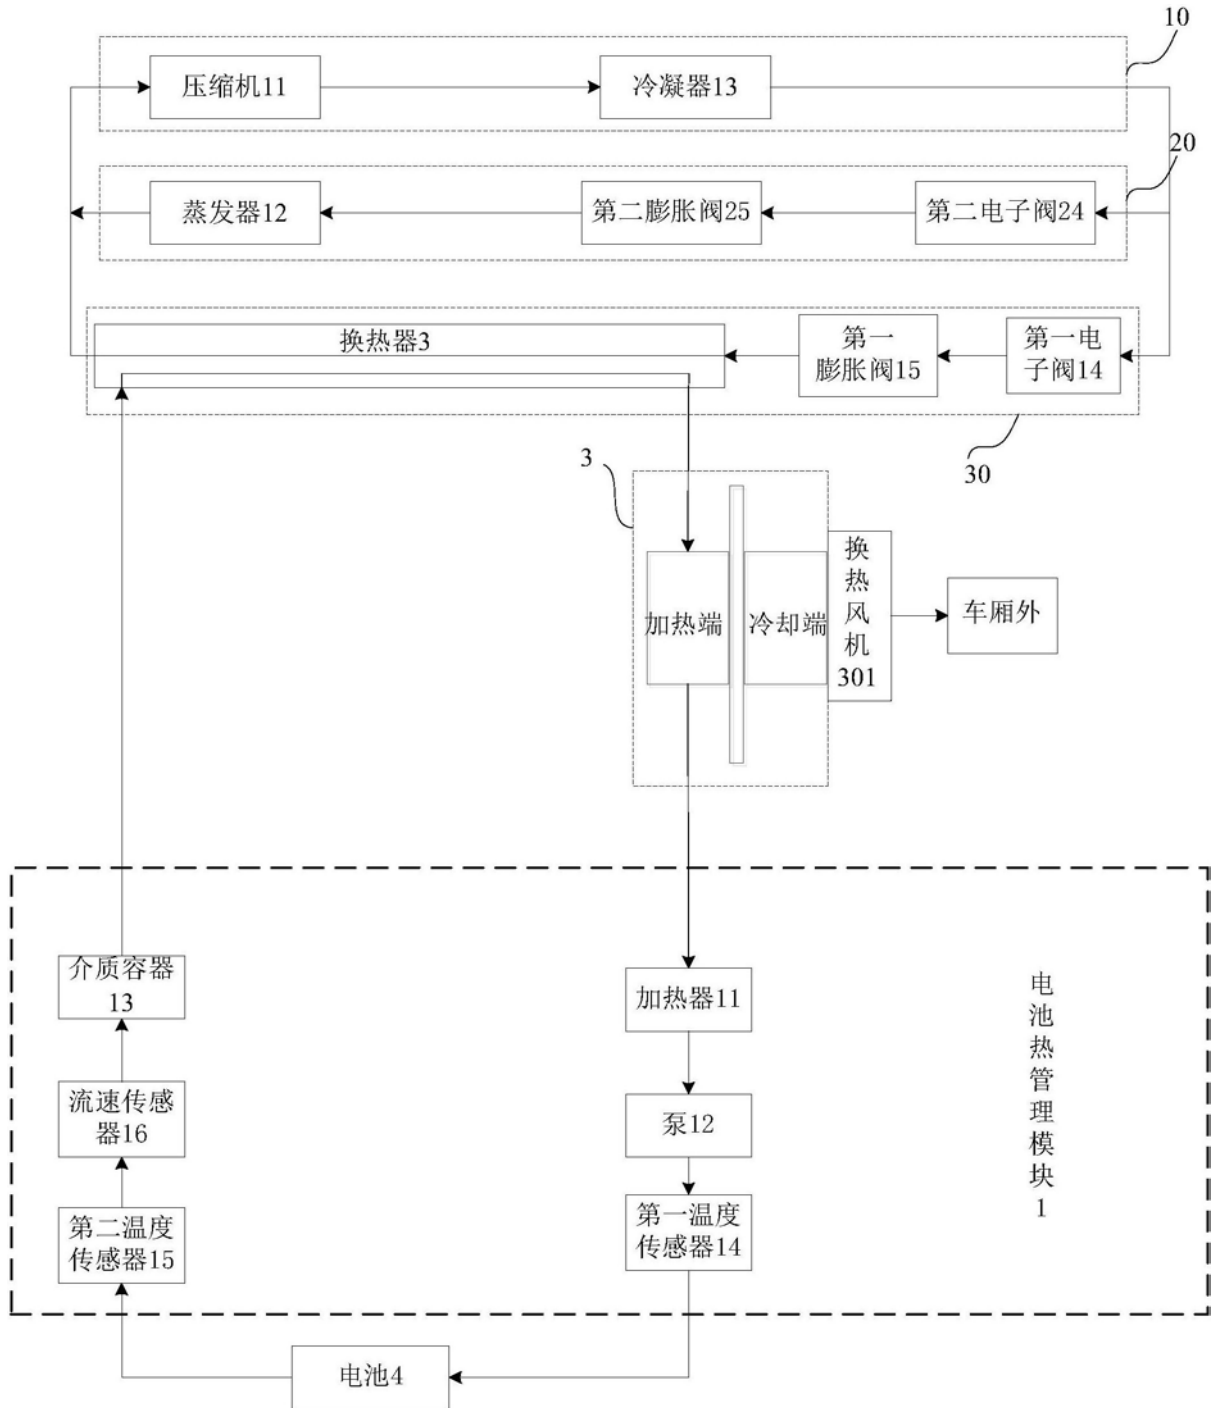 10
压缩机11
冷凝器13
20
蒸发器12
第二膨胀阀25
第二电子阀24
换热器3
第一
膨胀阀15
第一电
子阀14
30
3
加热端
冷却端
换
热
风
机
301
车厢外
介质容器
13
加热器11
流速传感
器16
泵12
第二温度
传感器15
第一温度
传感器14
电
池
热
管
理
模
块
1
电池4